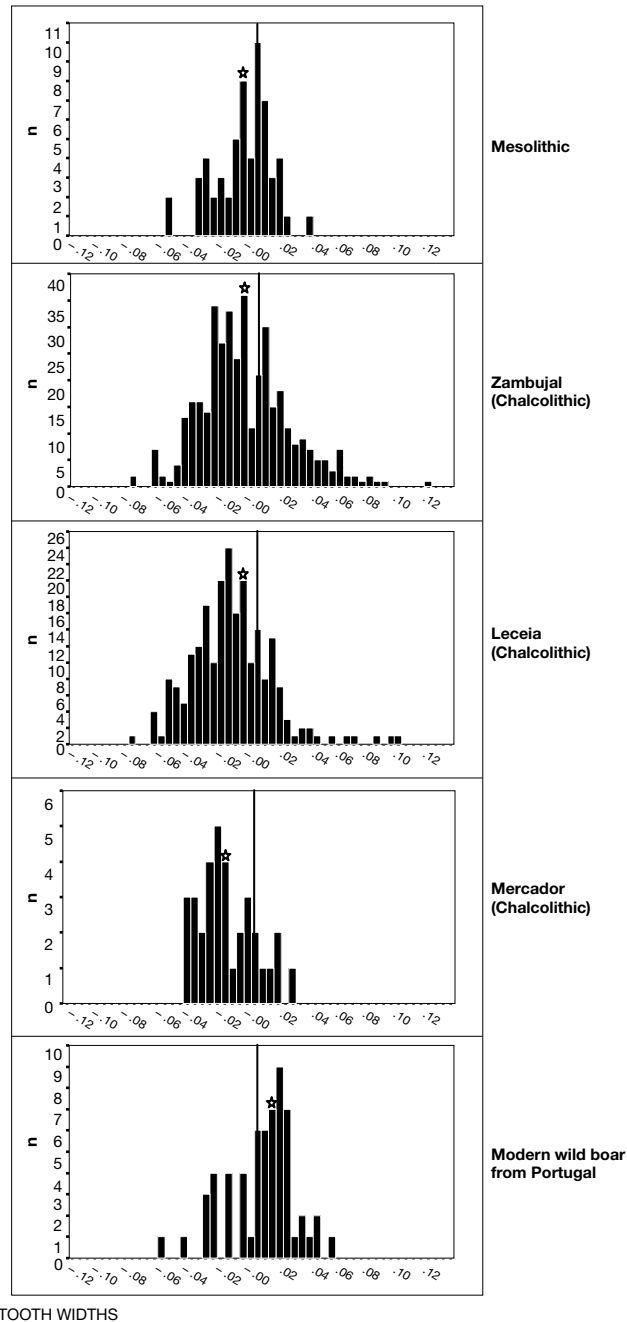 11
10
9
8
7
6
5
4
3
2
1
0
n
-.12 -.10 -.08 -.06 -.04 -.02 -.00 .02 .04 .06 .08 .10 .12
Mesolithic
40
35
30
25
20
15
10
5
0
n
-.12 -.10 -.08 -.06 -.04 -.02 -.00 .02 .04 .06 .08 .10 .12
Zambujal
(Chalcolithic)
26
24
22
20
18
16
14
12
10
8
6
4
2
0
n
-.12 -.10 -.08 -.06 -.04 -.02 -.00 .02 .04 .06 .08 .10 .12
Leceia
(Chalcolithic)
6
5
4
3
2
1
0
n
-.12 -.10 -.08 -.06 -.04 -.02 -.00 .02 .04 .06 .08 .10 .12
Mercador
(Chalcolithic)
10
9
8
7
6
5
4
3
2
1
0
n
-.12 -.10 -.08 -.06 -.04 -.02 -.00 .02 .04 .06 .08 .10 .12
Modern wild boar
from Portugal
TOOTH WIDTHS